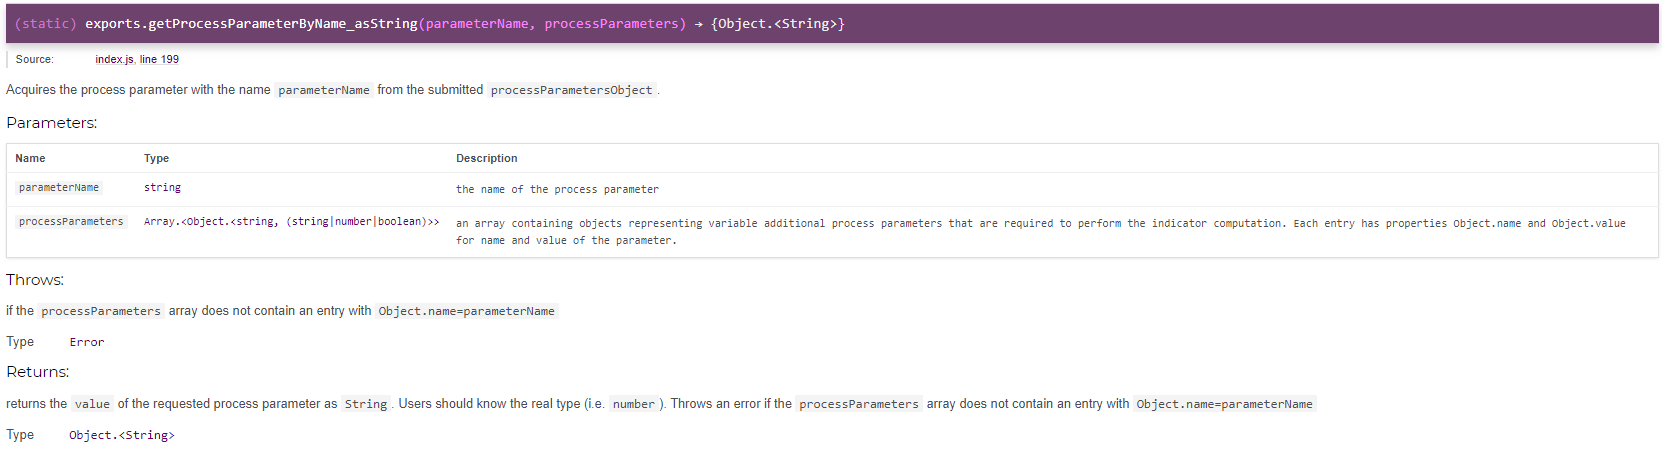 (static) exports.getProcessParameterByName_asString(parameterName, processParameters) → {Object.<String>}
Source: index.js, line 199
Acquires the process parameter with the name parameterName from the submitted processParametersObject .
Parameters:
Name Type Description
parameterName string the name of the process parameter
processParameters Array.<Object.<string, (string|number|boolean)>> an array containing objects representing variable additional process parameters that are required to perform the indicator computation. Each entry has properties Object.name and Object.value
for name and value of the parameter.
Throws:
if the processParameters array does not contain an entry with Object.name=parameterName
Type Error
Returns:
returns the value of the requested process parameter as String . Users should know the real type (i.e. number ). Throws an error if the processParameters array does not contain an entry with Object.name=parameterName
Type Object.<String>